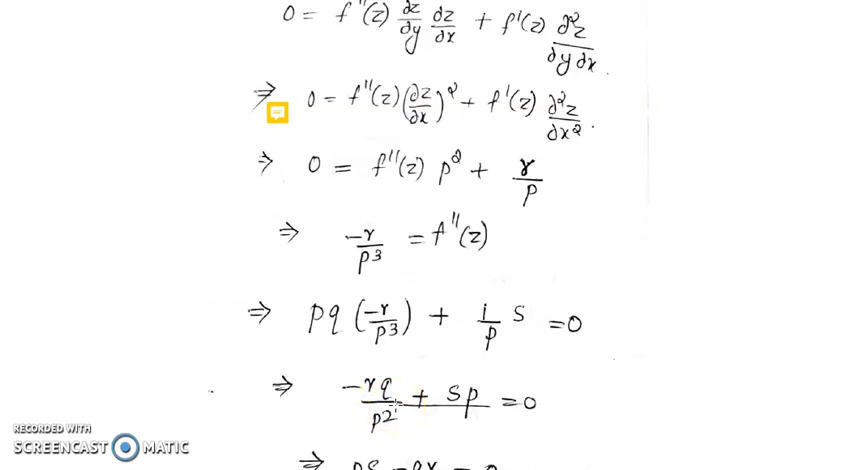 0 = f''(z) ∂z/∂y ∂z/∂x + f'(z) ∂²z/∂y∂x.
⇒ 0 = f''(z) (∂z/∂x)² + f'(z) ∂²z/∂x².
⇒ 0 = f''(z) p² + r/p
⇒ -r/p³ = f''(z)
⇒ pq (-r/p³) + 1/p s = 0
⇒ -rq/p² + sp = 0
RECORDED WITH
SCREENCAST MATIC